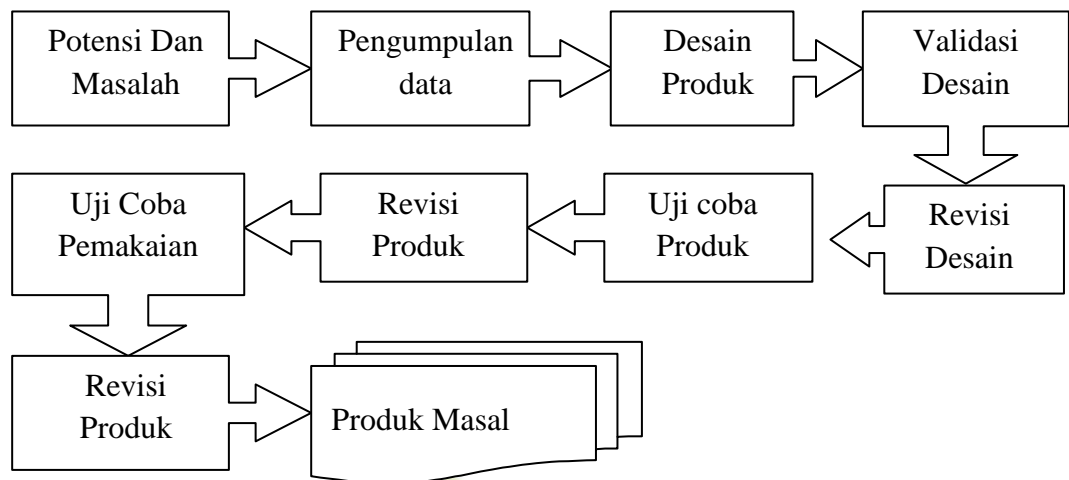 Potensi Dan
Masalah
Pengumpulan
data
Desain
Produk
Validasi
Desain
Revisi
Desain
Uji coba
Produk
Revisi
Produk
Uji Coba
Pemakaian
Revisi
Produk
Produk Masal